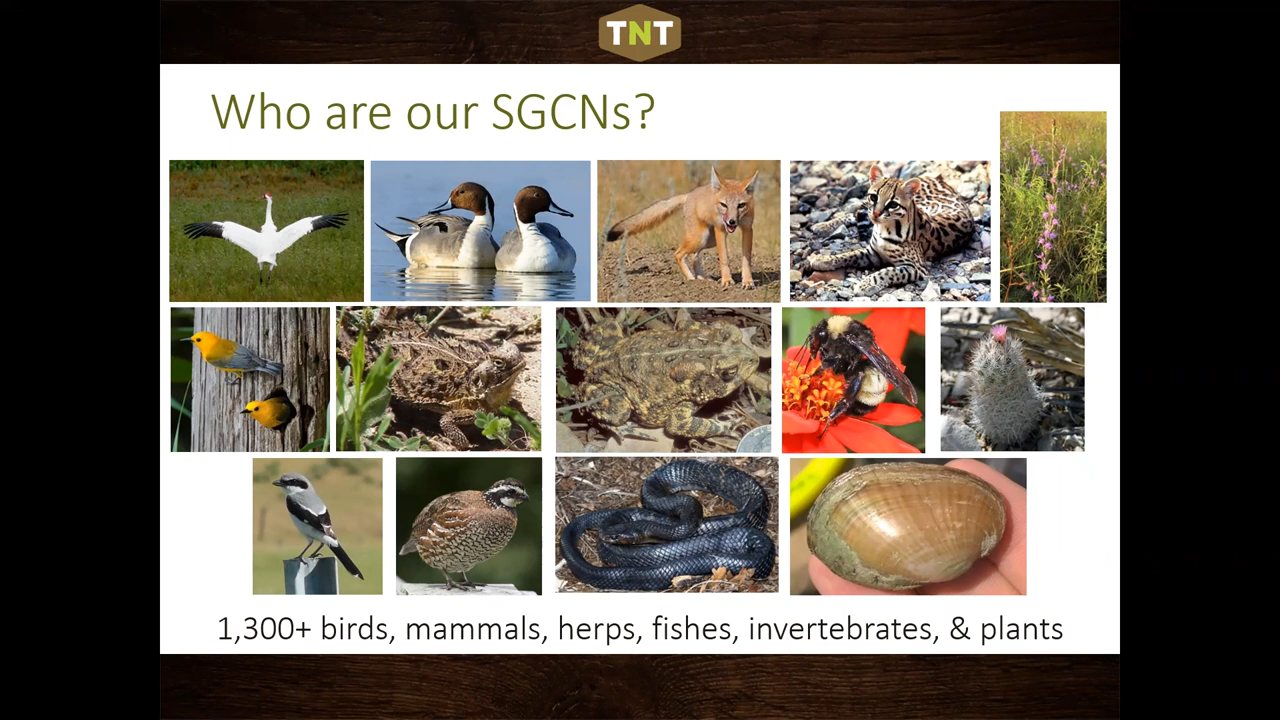 TNT
Who are our SGCNs?
1,300+ birds, mammals, herps, fishes, invertebrates, & plants